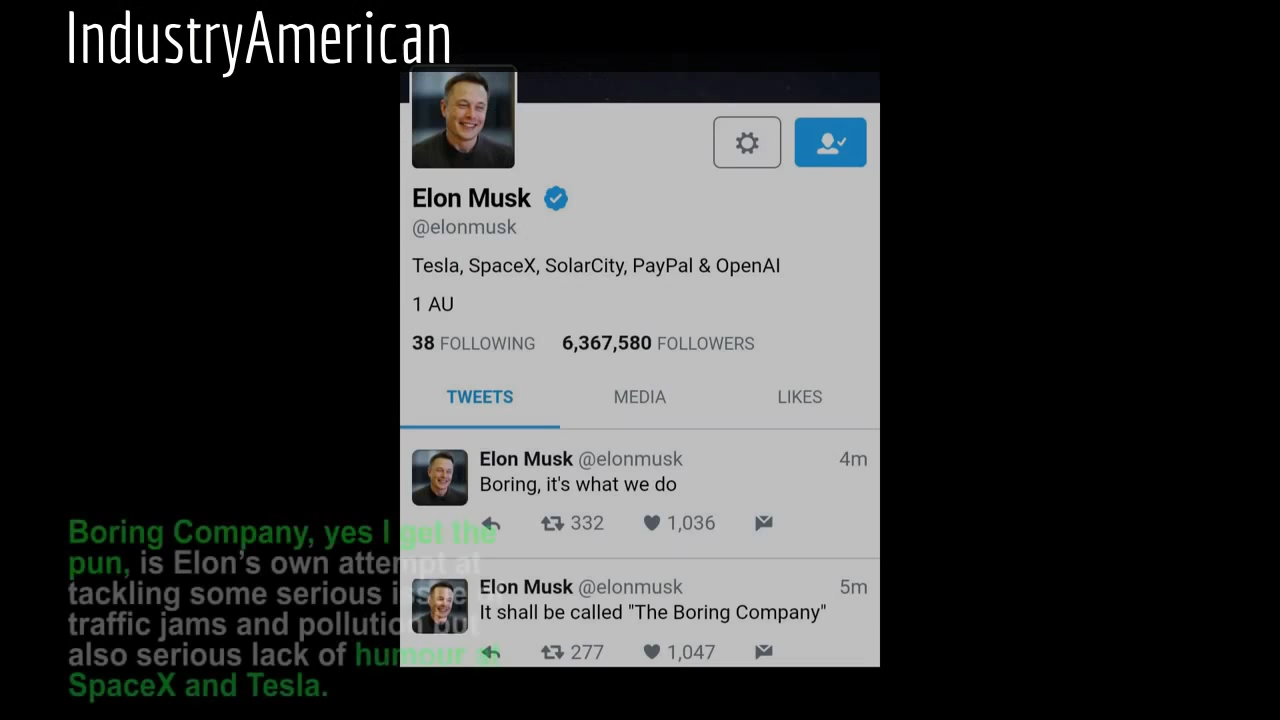 IndustryAmerican
Elon Musk
@elonmusk
Tesla, SpaceX, SolarCity, PayPal & OpenAI
1 AU
38 FOLLOWING 6,367,580 FOLLOWERS
TWEETS MEDIA LIKES
Elon Musk @elonmusk 4m
Boring, it's what we do
332 1,036
Elon Musk @elonmusk 5m
It shall be called "The Boring Company"
277 1,047
Boring Company, yes I get the
pun, is Elon’s own attempt at
tackling some serious
traffic jams and pollution but
also serious lack of humour
SpaceX and Tesla.